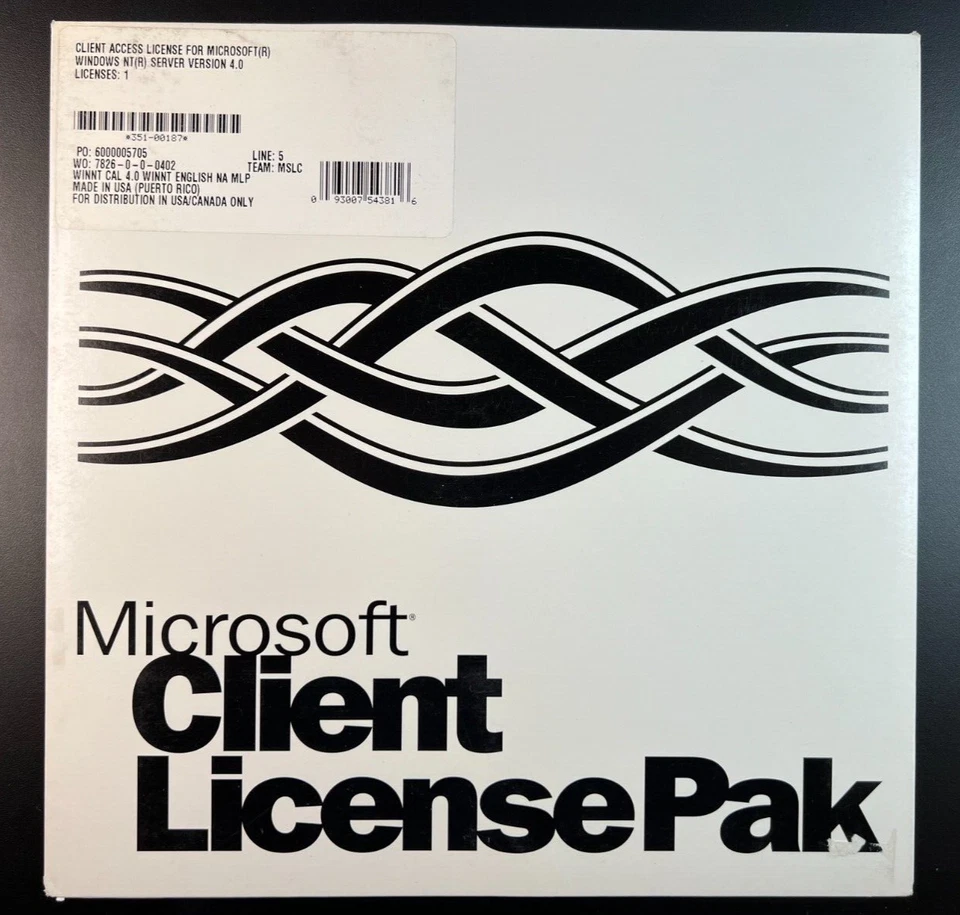 CLIENT ACCESS LICENSE FOR MICROSOFT(R)
WINDOWS NT(R) SERVER VERSION 4.0
LICENSES: 1
*351-00187*
PO: 6000005705 LINE: 5
WO: 7826-0-0-0402 TEAM: MSLC
WINNT CAL 4.0 WINNT ENGLISH NA MLP
MADE IN USA (PUERTO RICO)
FOR DISTRIBUTION IN USA/CANADA ONLY
0 93007 54381 6
Microsoft®
Client
License Pak